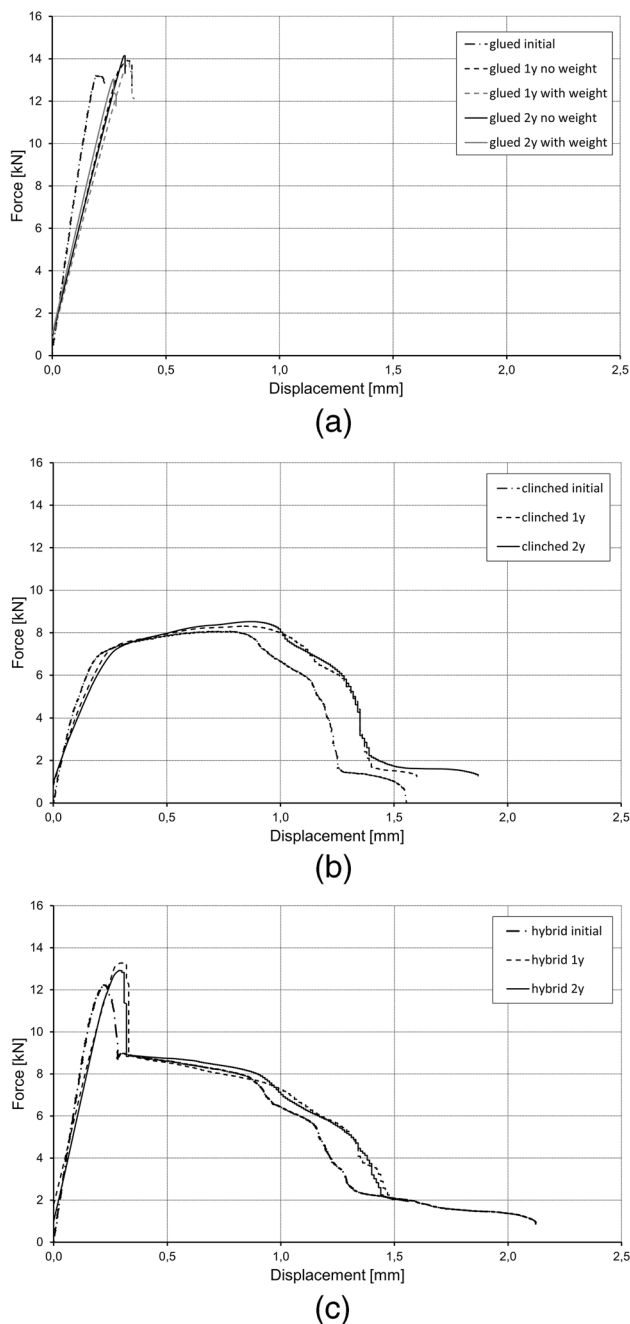 16
14
12
10
8
6
4
2
0
Force [kN]
glued initial
glued 1y no weight
glued 1y with weight
glued 2y no weight
glued 2y with weight
0,0 0,5 1,0 1,5 2,0 2,5
Displacement [mm]
(a)
16
14
12
10
8
6
4
2
0
Force [kN]
clinched initial
clinched 1y
clinched 2y
0,0 0,5 1,0 1,5 2,0 2,5
Displacement [mm]
(b)
16
14
12
10
8
6
4
2
0
Force [kN]
hybrid initial
hybrid 1y
hybrid 2y
0,0 0,5 1,0 1,5 2,0 2,5
Displacement [mm]
(c)